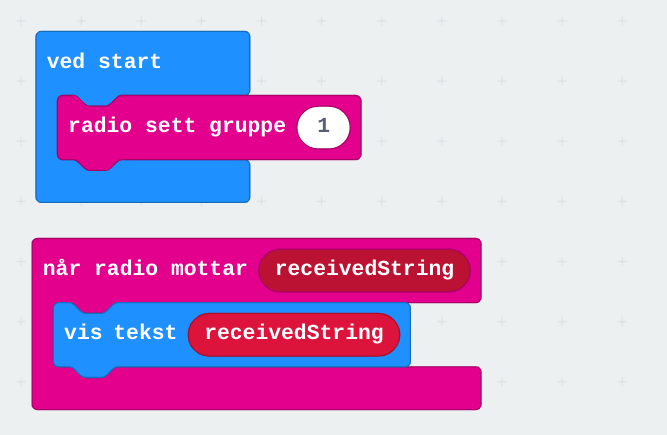 ved start
radio sett gruppe 1
når radio mottar receivedString
vis tekst receivedString